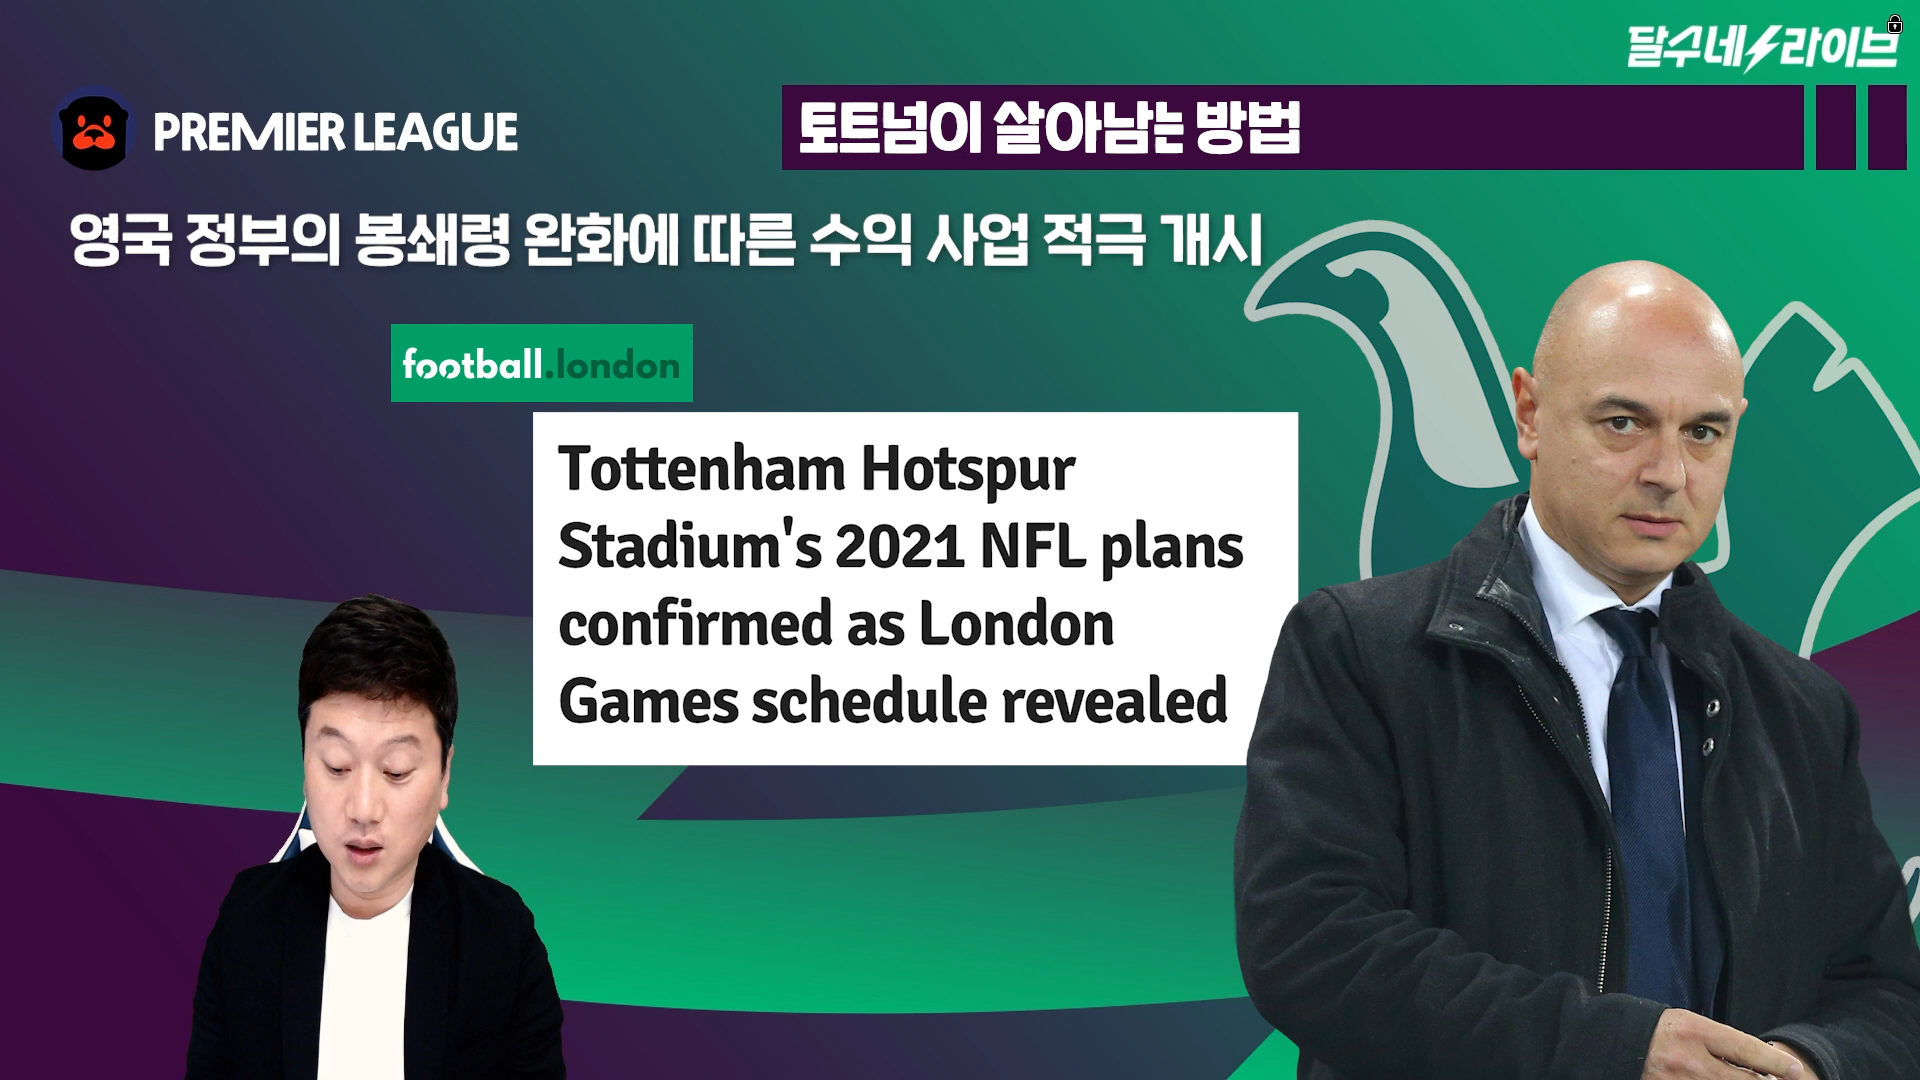 달수네라이브
PREMIER LEAGUE
토트넘이 살아남는 방법
영국 정부의 봉쇄령 완화에 따른 수익 사업 적극 개시
football.london
Tottenham Hotspur
Stadium's 2021 NFL plans
confirmed as London
Games schedule revealed